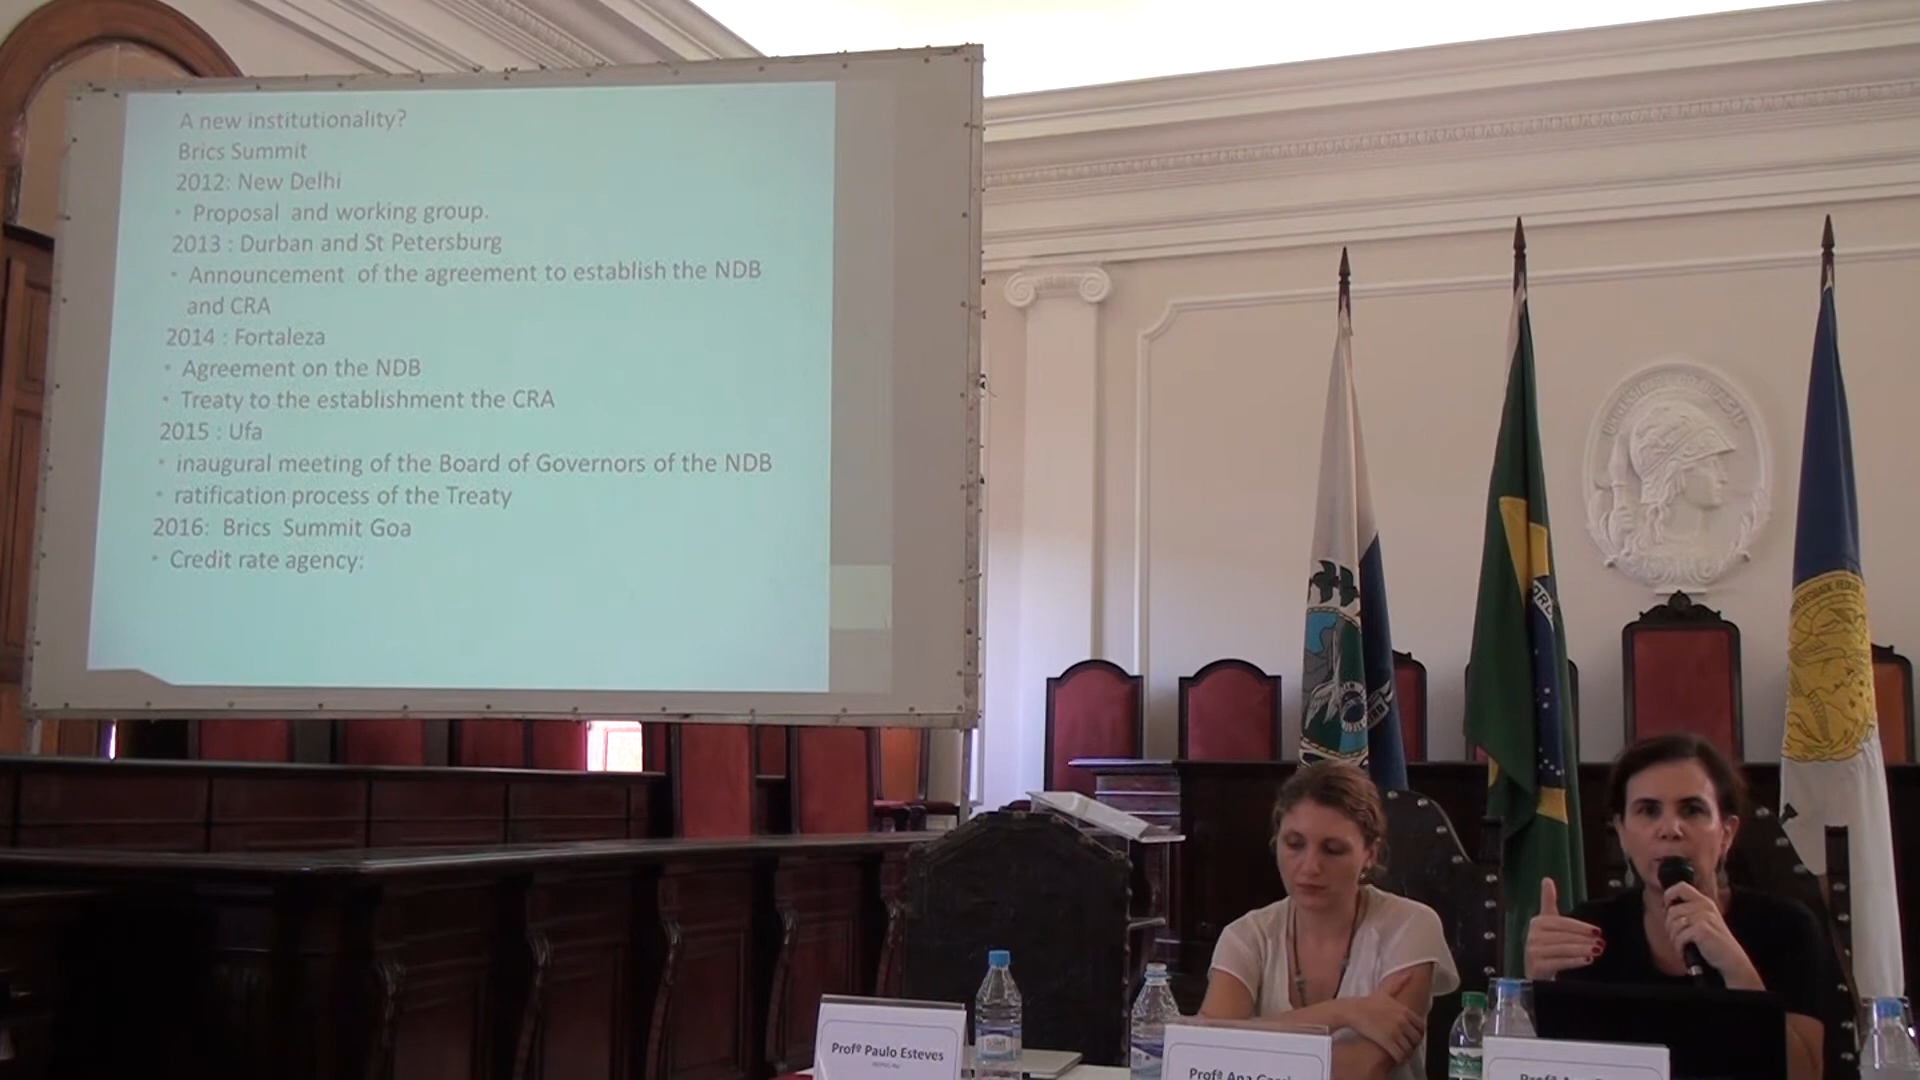 A new institutionality?
Brics Summit
2012: New Delhi
• Proposal and working group.
2013 : Durban and St Petersburg
• Announcement of the agreement to establish the NDB
and CRA
2014 : Fortaleza
• Agreement on the NDB
• Treaty to the establishment the CRA
2015 : Ufa
• inaugural meeting of the Board of Governors of the NDB
• ratification process of the Treaty
2016: Brics Summit Goa
• Credit rate agency:
Profº Paulo Esteves
Profª Ana